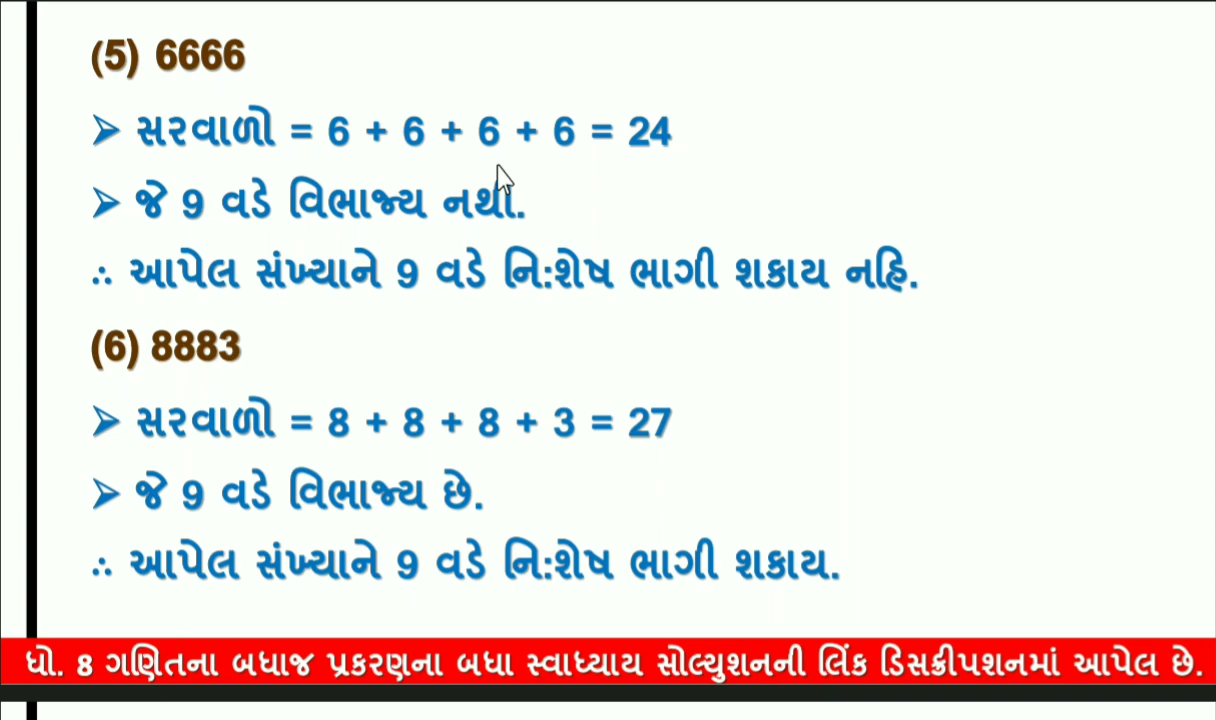 (5) 6666
➢ સરવાળો = 6 + 6 + 6 + 6 = 24
➢ જે 9 વડે વિભાજ્ય નથી.
∴ આપેલ સંખ્યાને 9 વડે નિ:શેષ ભાગી શકાય નહિ.
(6) 8883
➢ સરવાળો = 8 + 8 + 8 + 3 = 27
➢ જે 9 વડે વિભાજ્ય છે.
∴ આપેલ સંખ્યાને 9 વડે નિ:શેષ ભાગી શકાય.
ધો. 8 ગણિતના બધાજ પ્રકરણના બધા સ્વાધ્યાય સોલ્યુશનની લિંક ડિસક્રીપશનમાં આપેલ છે.